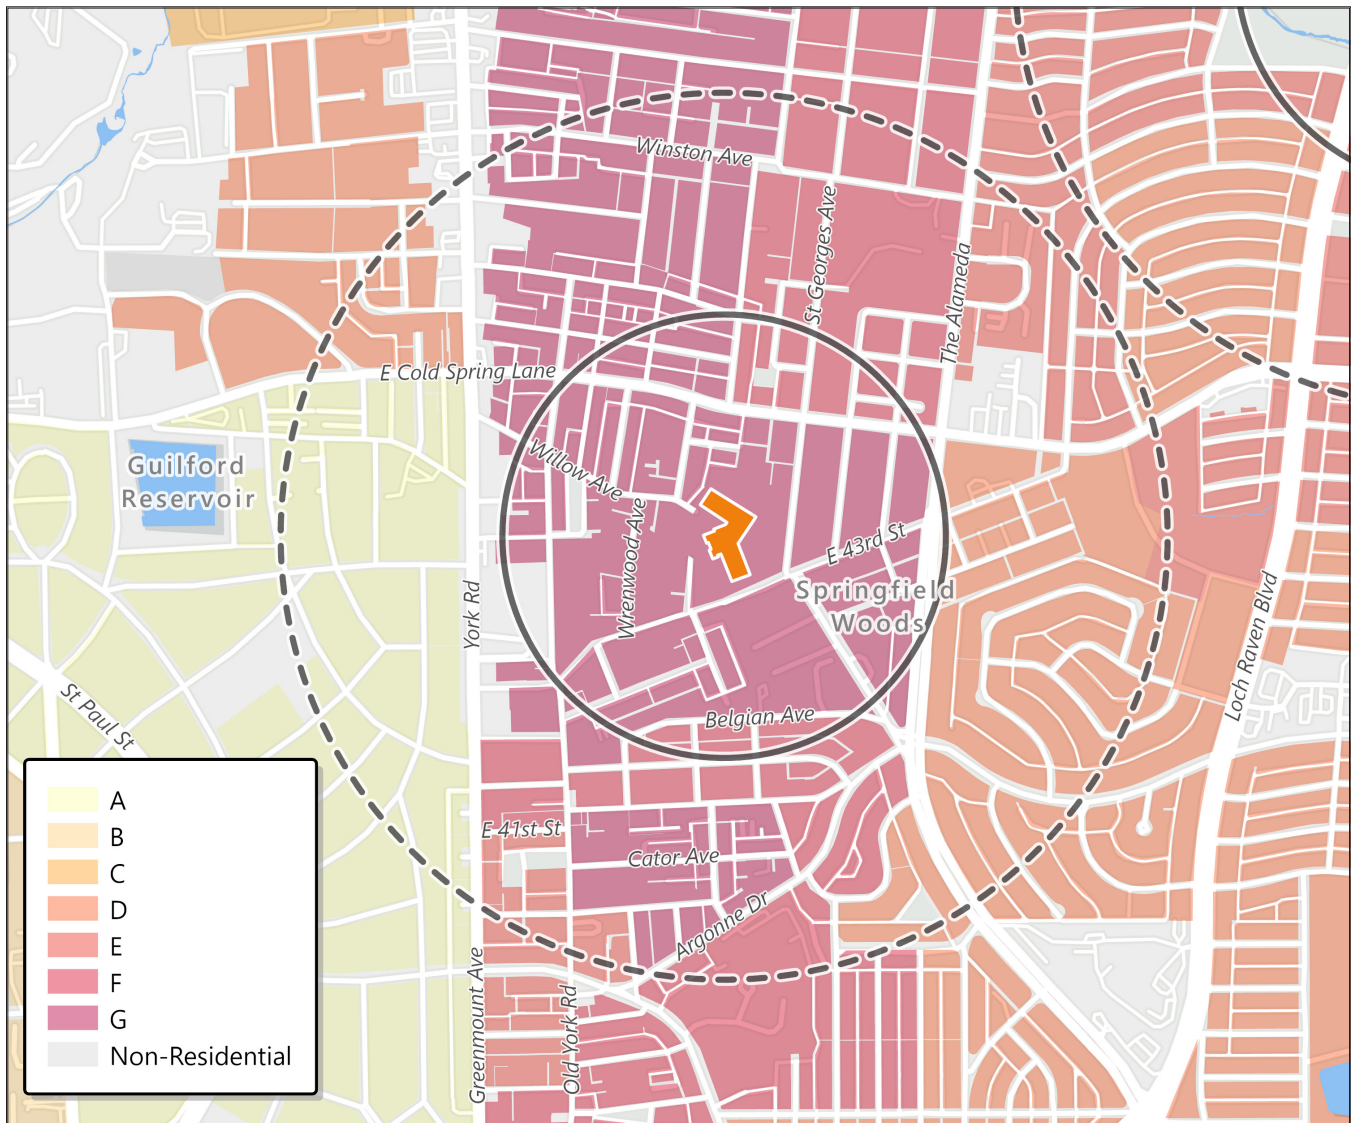 Winston Ave
St Georges Ave
The Alameda
E Cold Spring Lane
Guilford
Reservoir
Willow Ave
Wrenwood Ave
E 43rd St
Springfield
Woods
York Rd
St Paul St
Loch Raven Blvd
Belgian Ave
E 41st St
Cator Ave
Argonne Dr
Greenmount Ave
Old York Rd
A
B
C
D
E
F
G
Non-Residential